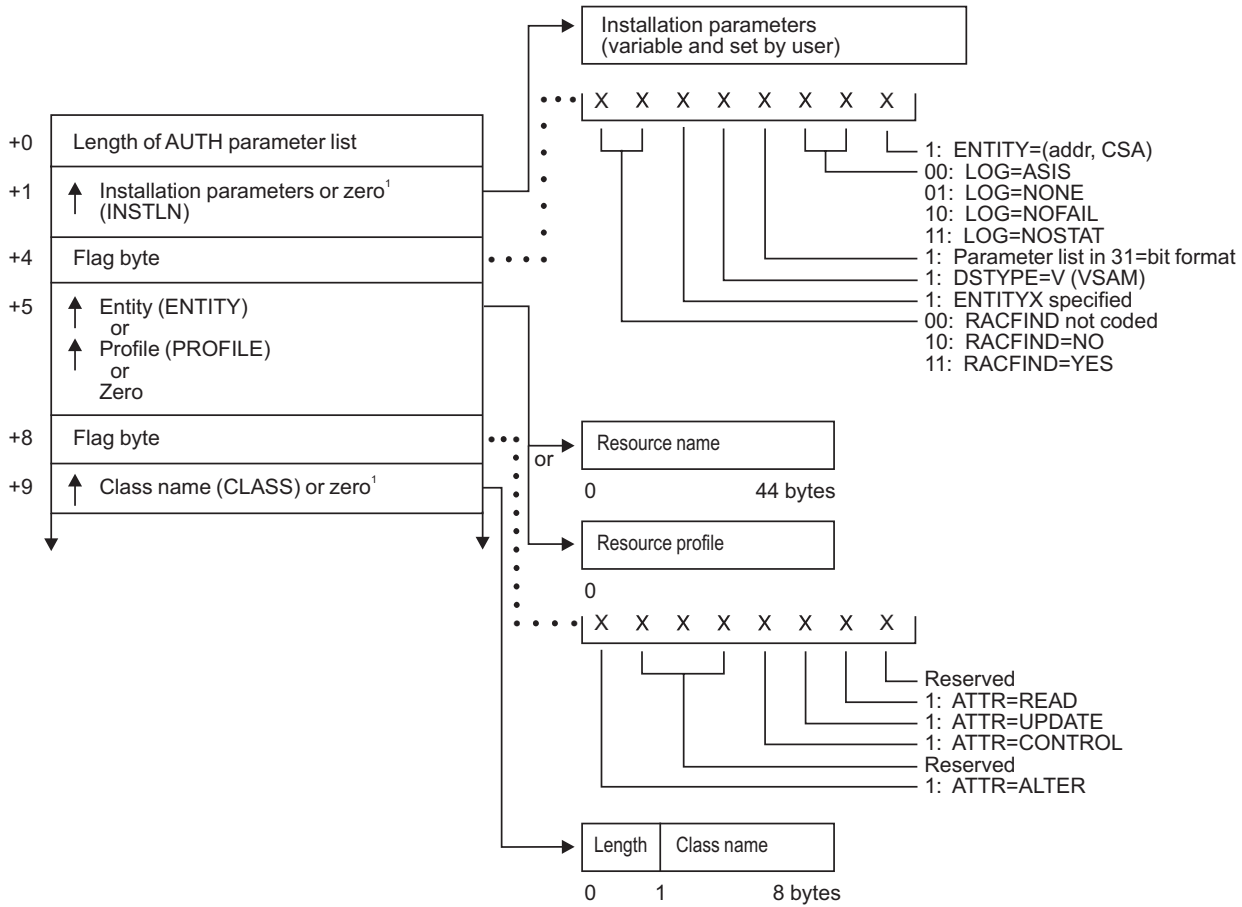 Installation parameters
(variable and set by user)
X X X X X X X X
+0 Length of AUTH parameter list
+1 Installation parameters or zero¹
(INSTLN)
+4 Flag byte
+5 Entity (ENTITY)
or
Profile (PROFILE)
or
Zero
+8 Flag byte
+9 Class name (CLASS) or zero¹
1: ENTITY=(addr, CSA)
00: LOG=ASIS
01: LOG=NONE
10: LOG=NOFAIL
11: LOG=NOSTAT
1: Parameter list in 31=bit format
1: DSTYPE=V (VSAM)
1: ENTITYX specified
00: RACFIND not coded
10: RACFIND=NO
11: RACFIND=YES
or
Resource name
0 44 bytes
Resource profile
0
X X X X X X X X
Reserved
1: ATTR=READ
1: ATTR=UPDATE
1: ATTR=CONTROL
Reserved
1: ATTR=ALTER
Length Class name
0 1 8 bytes